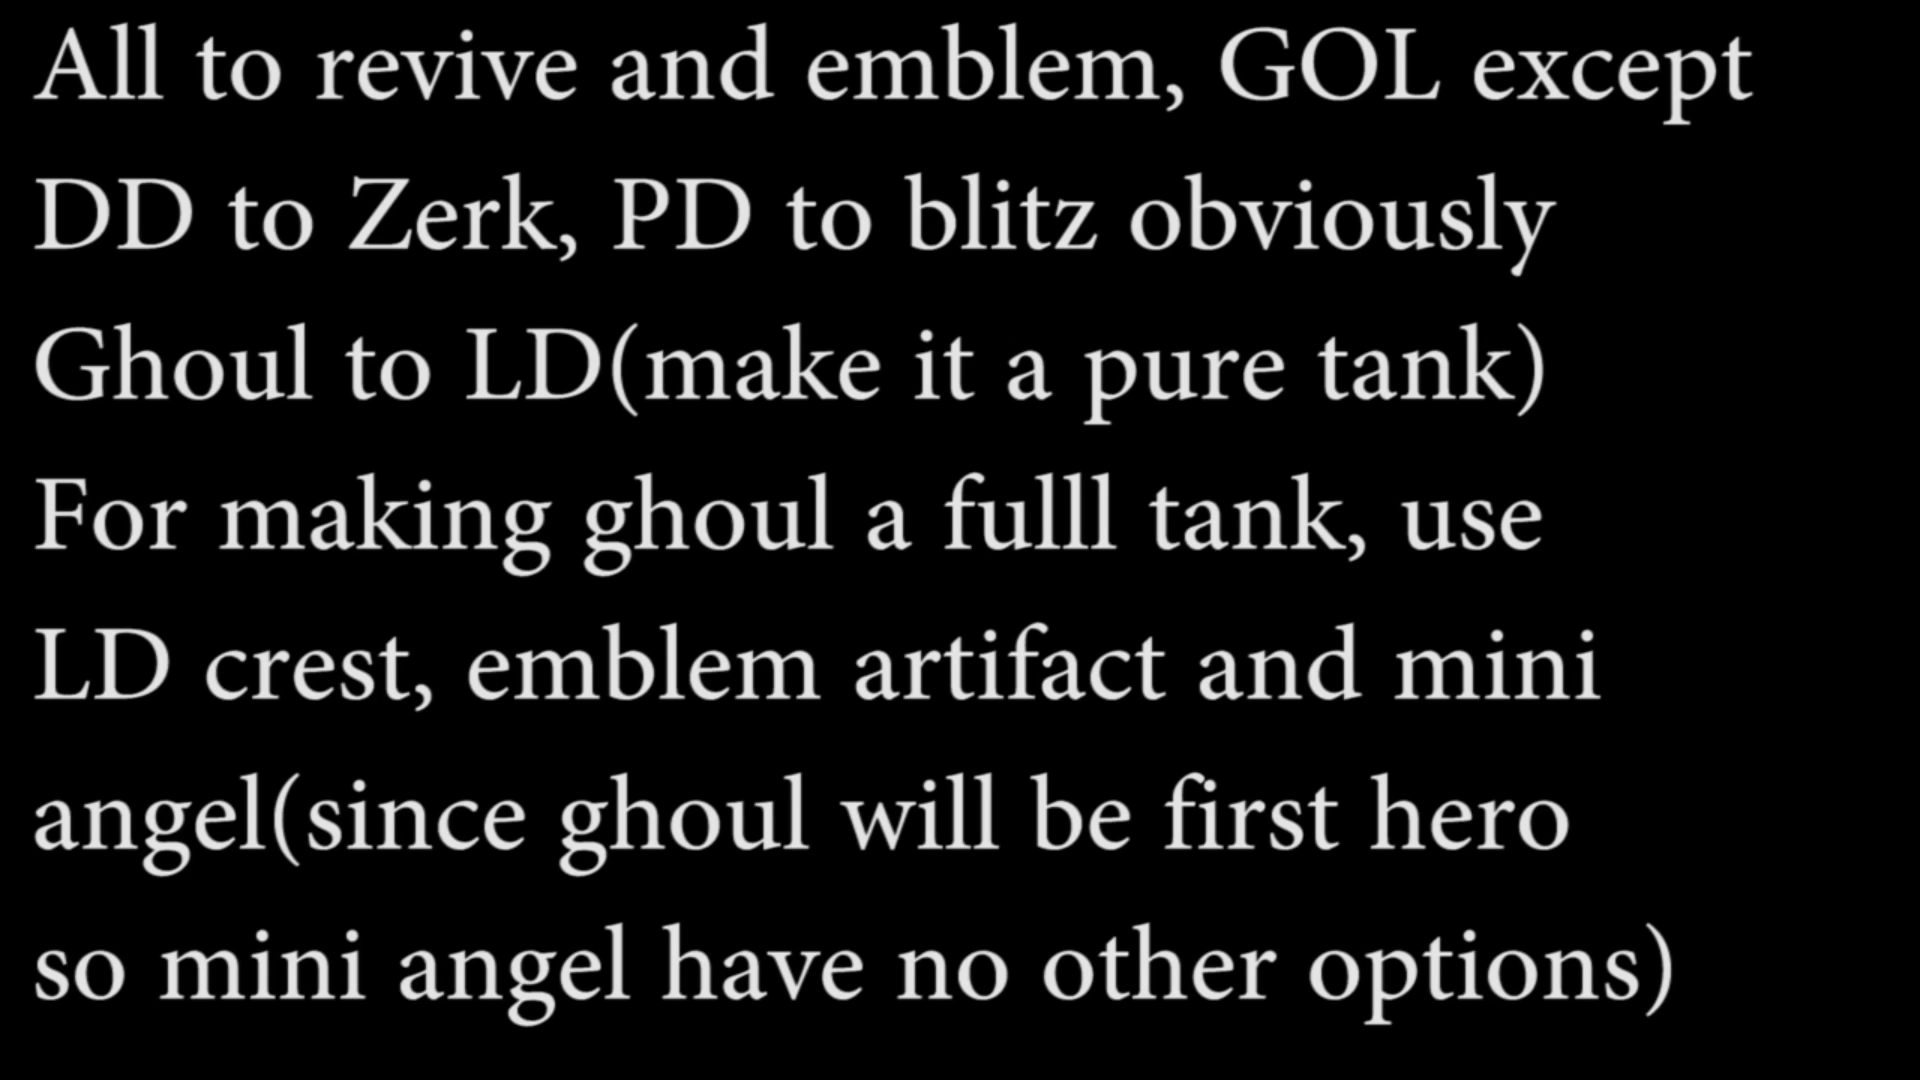 All to revive and emblem, GOL except
DD to Zerk, PD to blitz obviously
Ghoul to LD(make it a pure tank)
For making ghoul a fulll tank, use
LD crest, emblem artifact and mini
angel(since ghoul will be first hero
so mini angel have no other options)